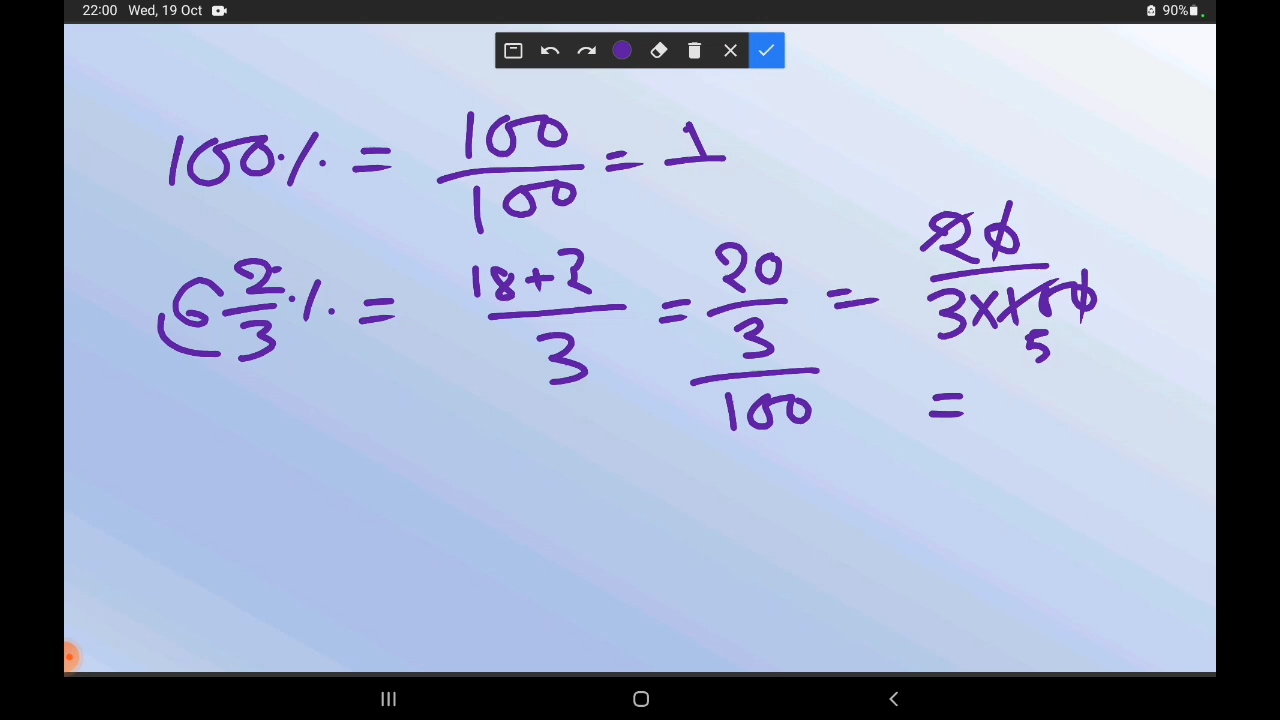 22:00 Wed, 19 Oct 90%
100% = 100/100 = 1
6 2/3 % = 18+2/3 = 20/3/100 = 20/3×100
5
=